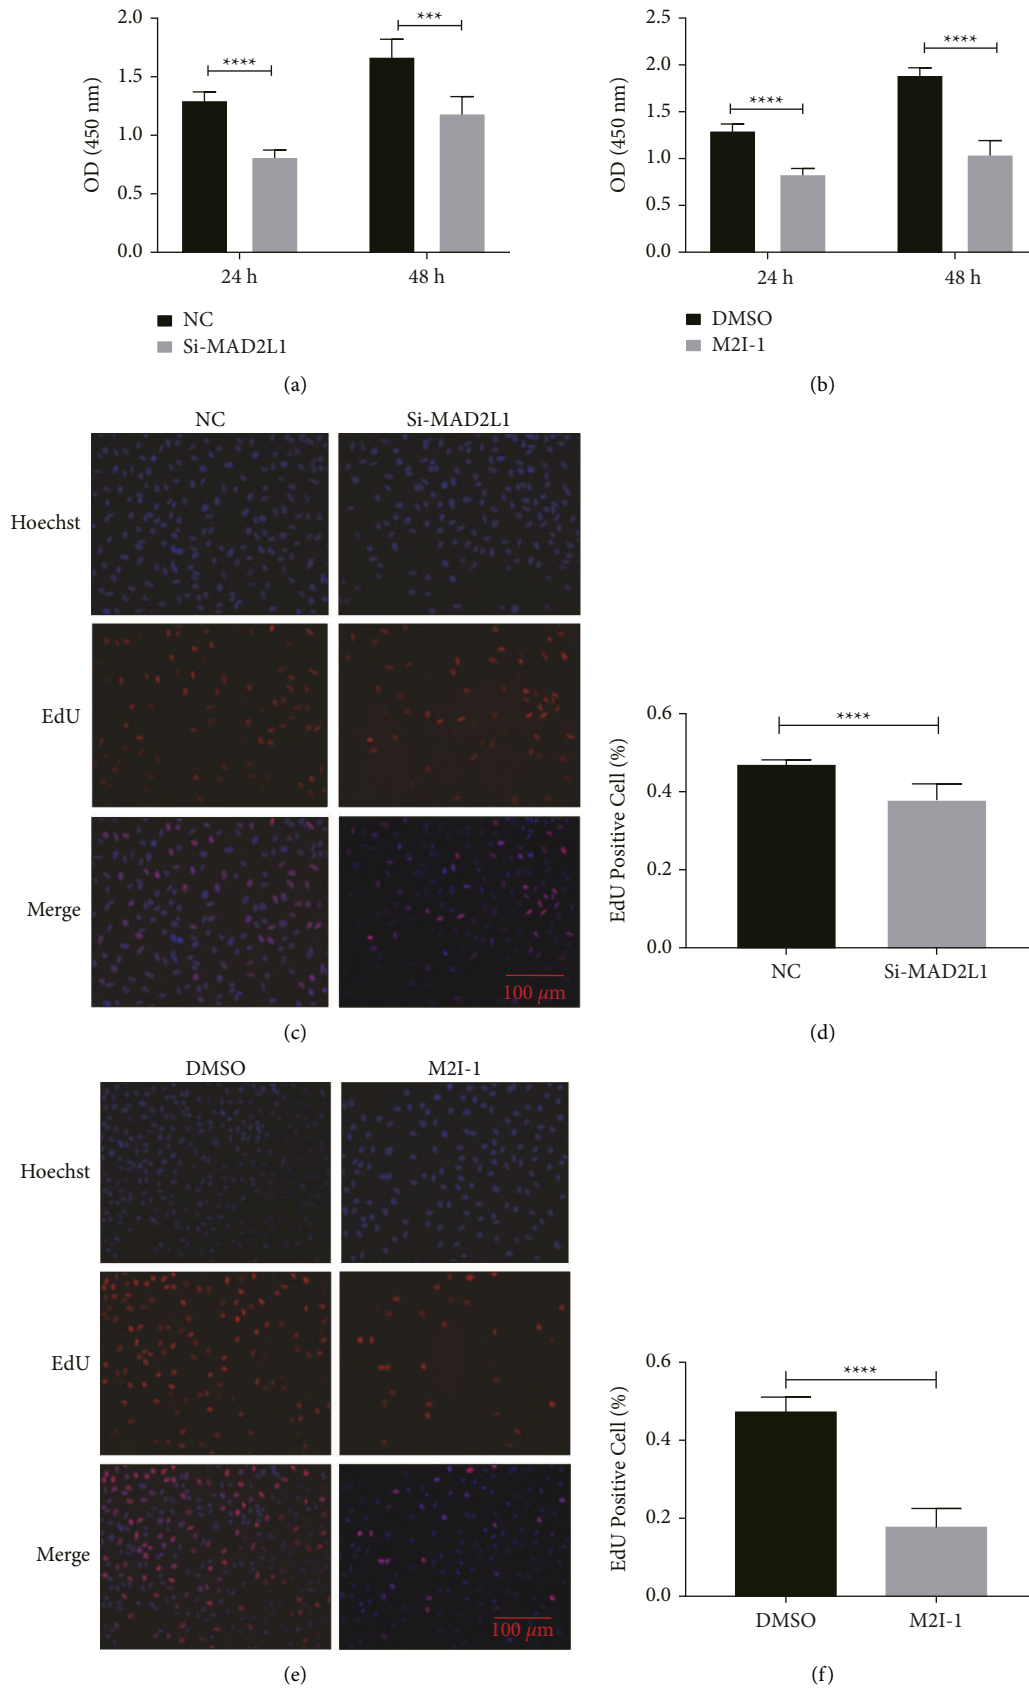 2.0
1.5
1.0
0.5
0.0
OD (450 nm)
****
***
24 h
48 h
NC
Si-MAD2L1
(a)
2.5
2.0
1.5
1.0
0.5
0.0
OD (450 nm)
****
****
24 h
48 h
DMSO
M2I-1
(b)
NC
Si-MAD2L1
Hoechst
EdU
Merge
100 µm
(c)
0.6
0.4
0.2
0.0
EdU Positive Cell (%)
****
NC
Si-MAD2L1
(d)
DMSO
M2I-1
Hoechst
EdU
Merge
100 µm
(e)
0.6
0.4
0.2
0.0
EdU Positive Cell (%)
****
DMSO
M2I-1
(f)